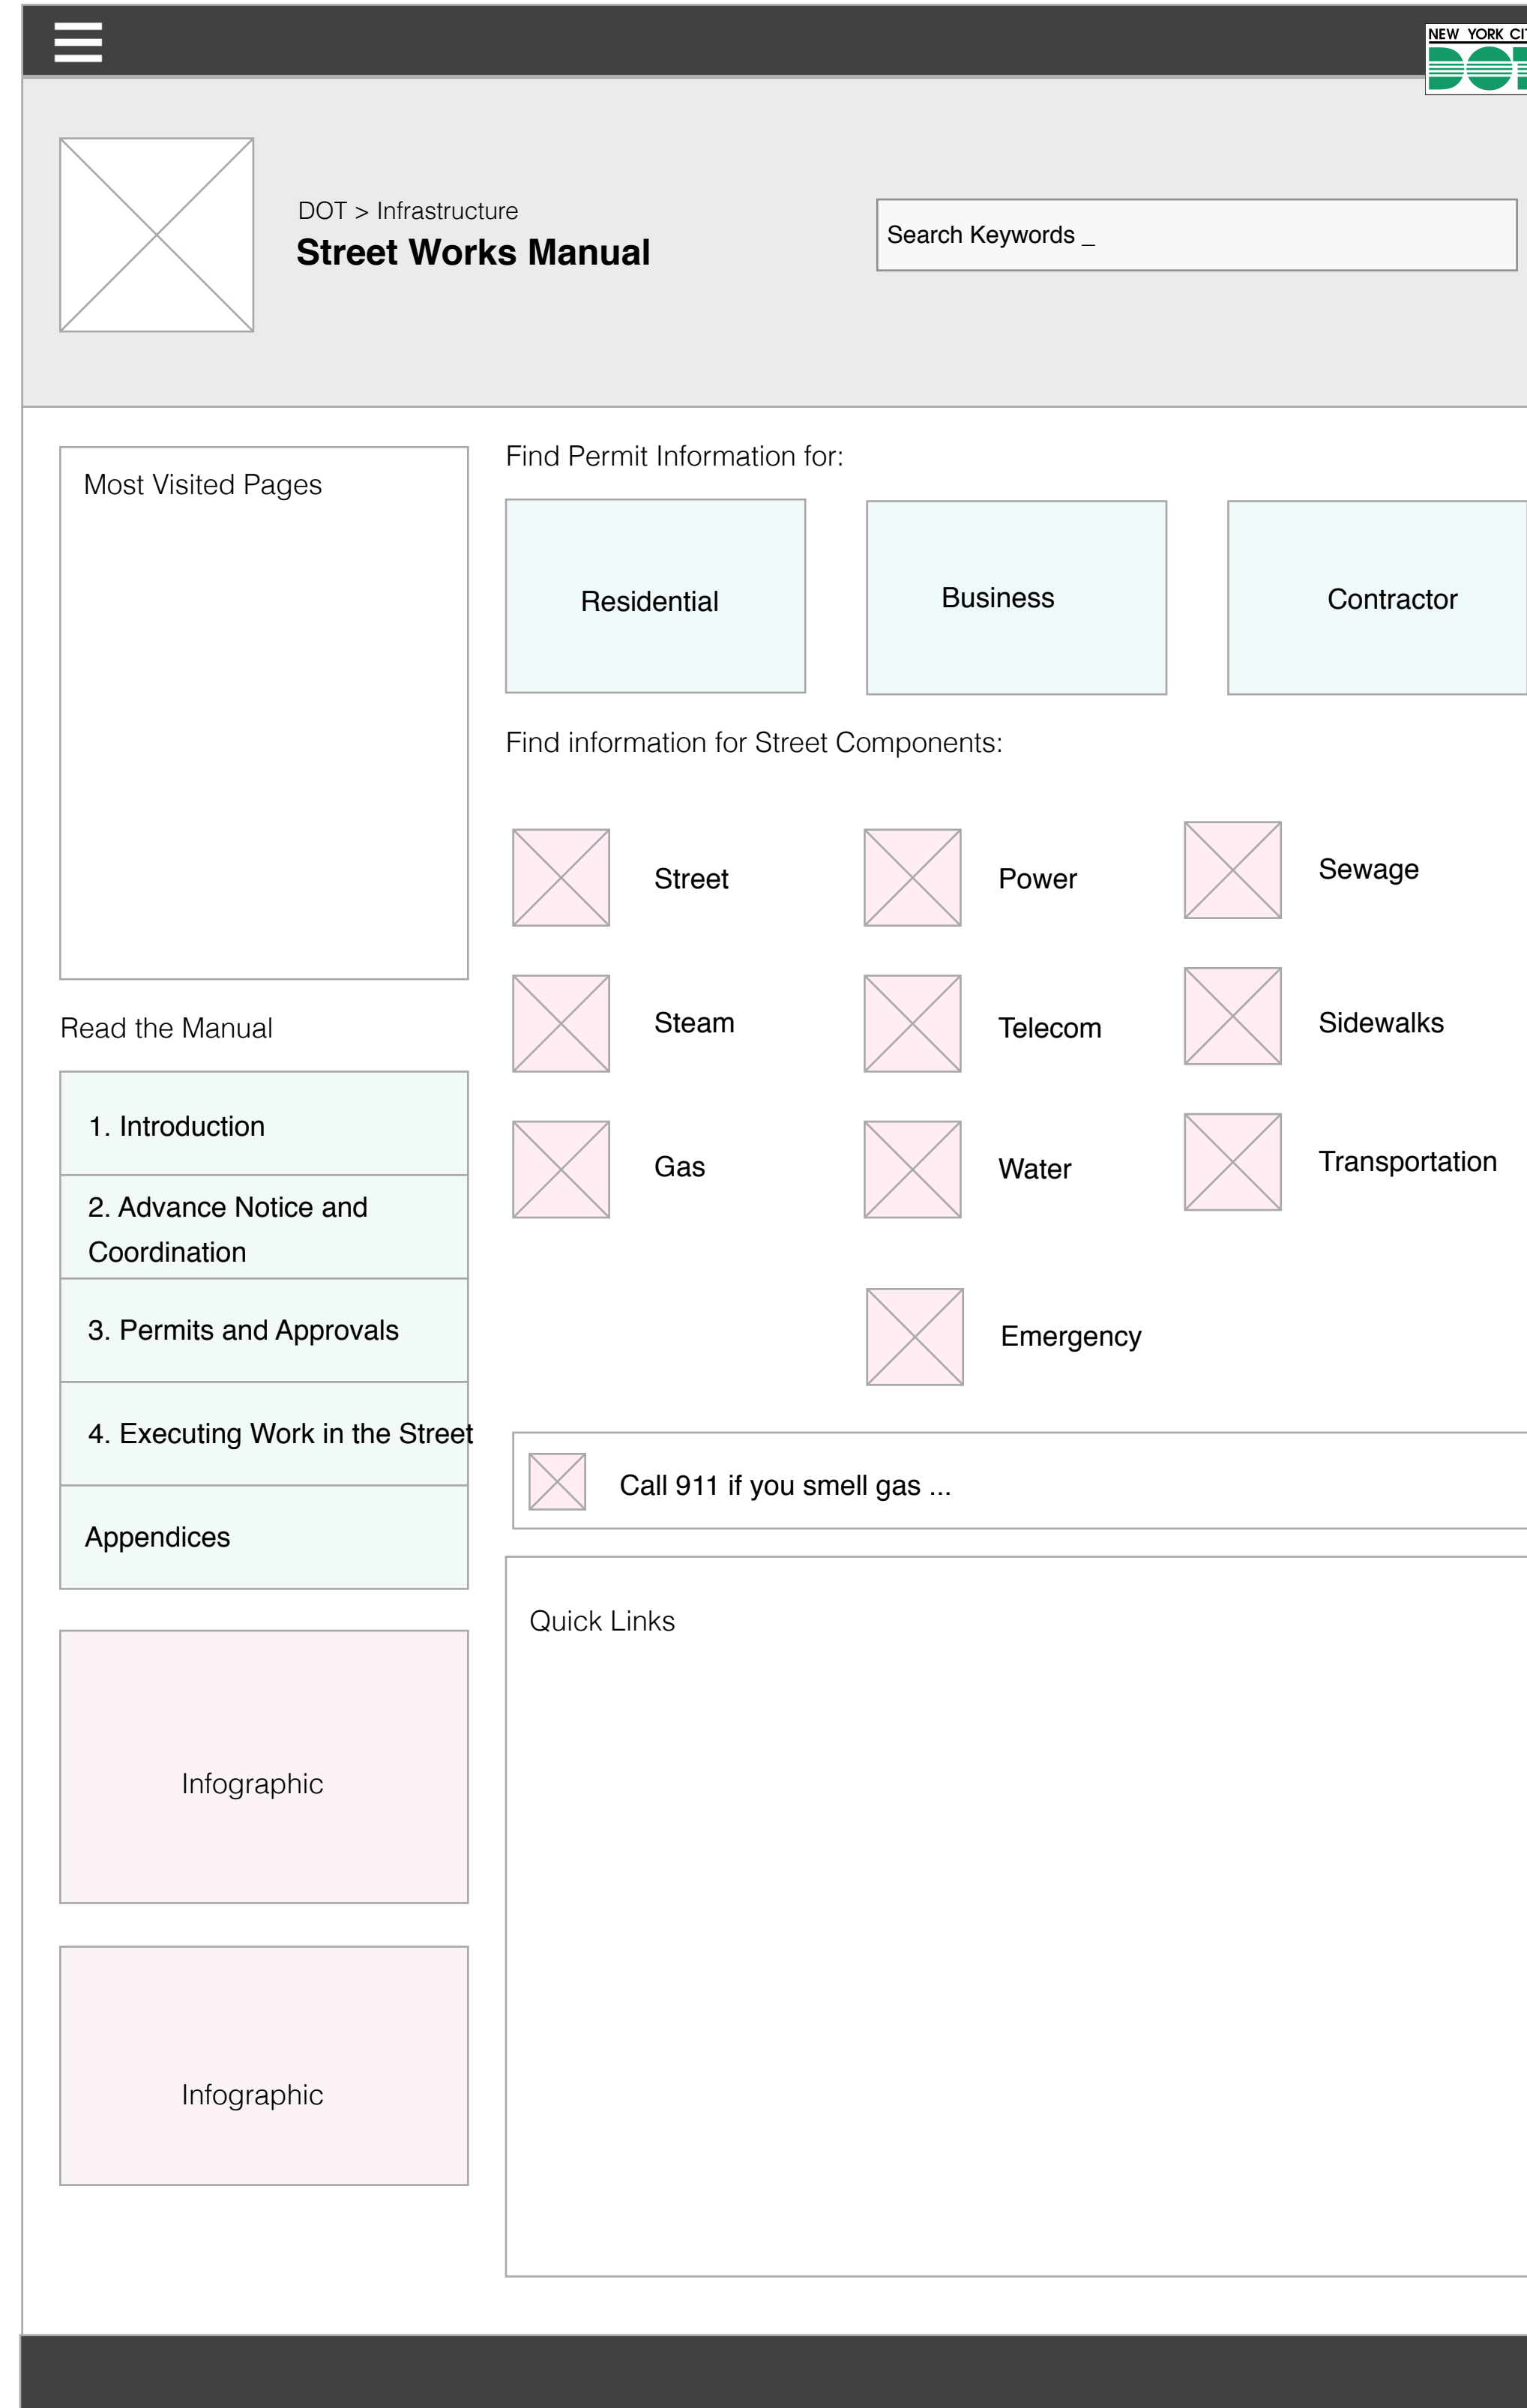 NEW YORK CIT
DOT
DOT > Infrastructure
Street Works Manual
Search Keywords _
Most Visited Pages
Find Permit Information for:
Residential
Business
Contractor
Find information for Street Components:
Street
Power
Sewage
Steam
Telecom
Sidewalks
Gas
Water
Transportation
Emergency
Read the Manual
1. Introduction
2. Advance Notice and
Coordination
3. Permits and Approvals
4. Executing Work in the Street
Appendices
Call 911 if you smell gas ...
Quick Links
Infographic
Infographic